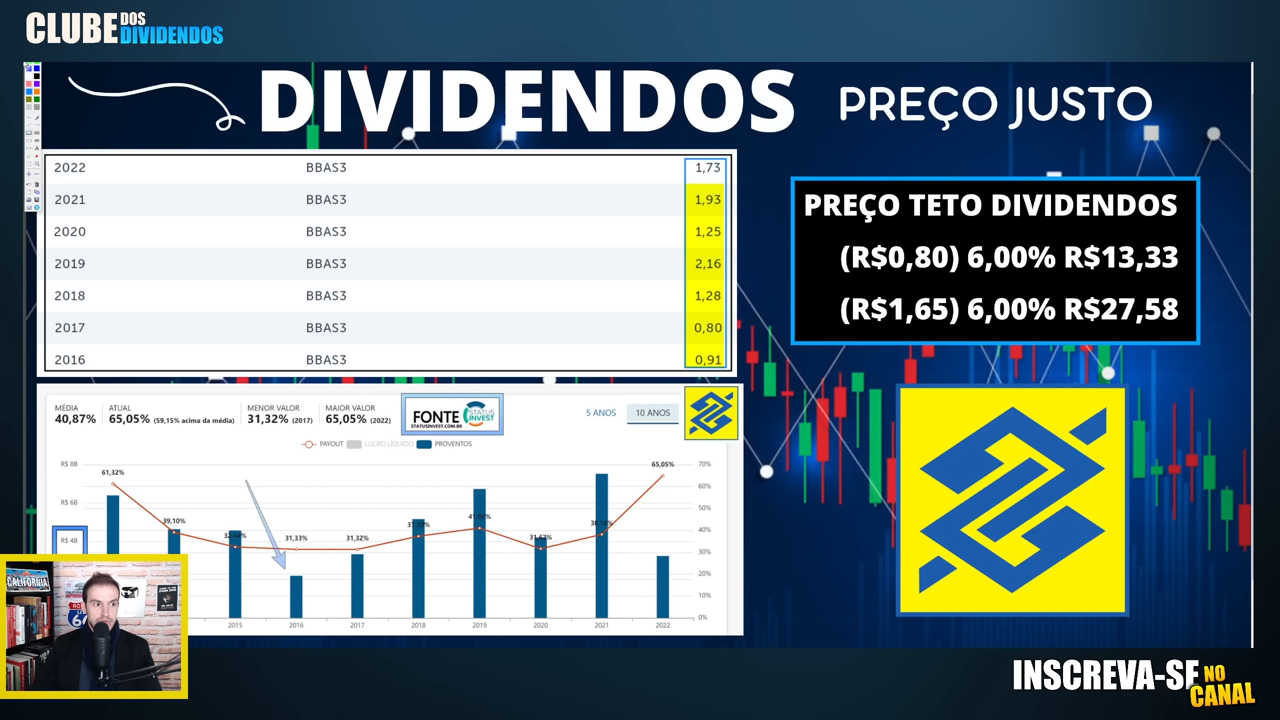 CLUBE DOS DIVIDENDOS
DIVIDENDOS
PREÇO JUSTO
2022 BBAS3 1,73
2021 BBAS3 1,93
2020 BBAS3 1,25
2019 BBAS3 2,16
2018 BBAS3 1,28
2017 BBAS3 0,80
2016 BBAS3 0,91
PREÇO TETO DIVIDENDOS
(R$0,80) 6,00% R$13,33
(R$1,65) 6,00% R$27,58
MÉDIA
40,87%
ATUAL
65,05% (59,15% acima da média)
MENOR VALOR
31,32% (2017)
MAIOR VALOR
65,05% (2022)
FONTE STATUS INVEST
STATUSINVEST.COM.BR
5 ANOS 10 ANOS
PAYOUT LUCRO LÍQUIDO PROVENTOS
R$ 8B
R$ 6B
R$ 4B
61,32% 39,10% 31,33% 31,32% 31,62% 65,05%
70%
60%
50%
40%
30%
20%
10%
0%
2015 2016 2017 2018 2019 2020 2021 2022
CALIFORNIA
INSCREVA-SE NO CANAL